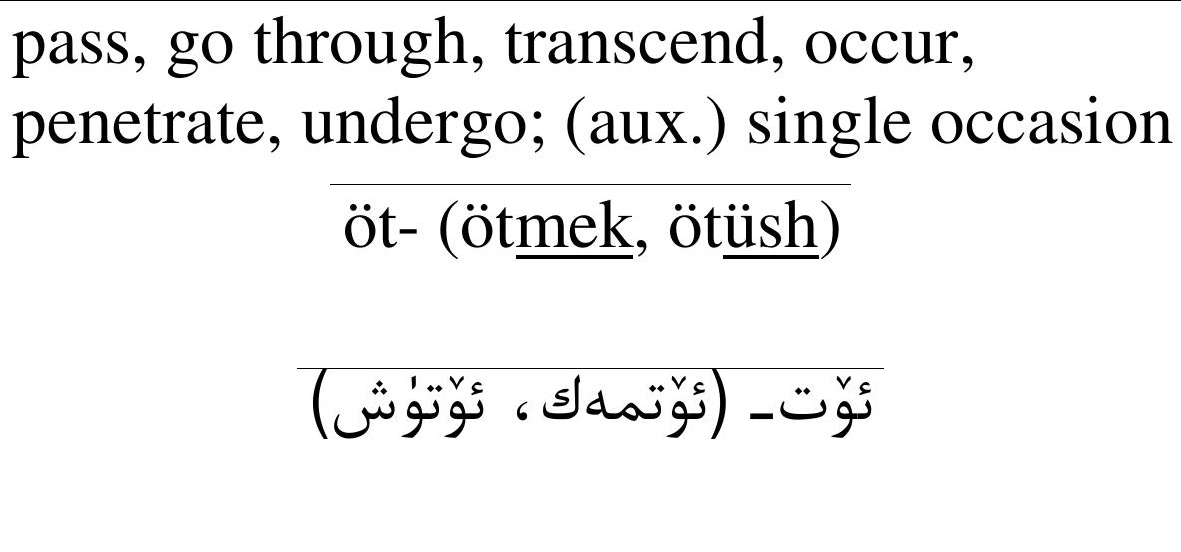 pass, go through, transcend, occur,
penetrate, undergo; (aux.) single occasion
öt- (ötmek, ötüsh)
ئۆت- (ئۆتمەك، ئۆتۈش)